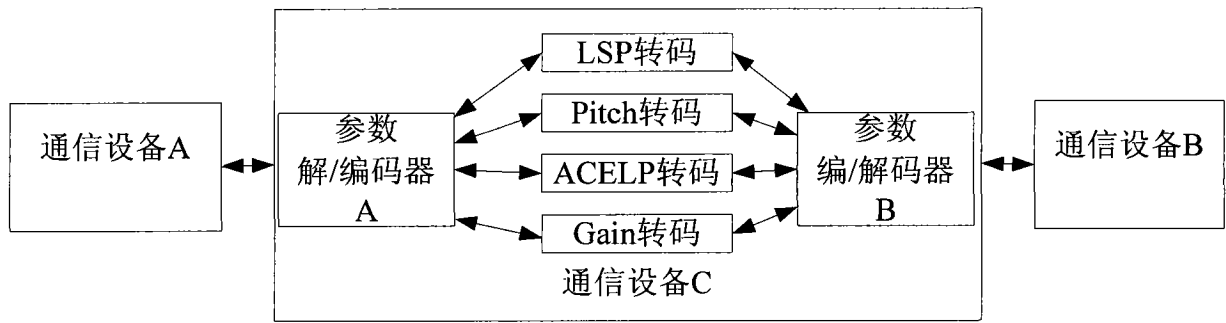 通信设备A
参数
解/编码器
A
LSP转码
Pitch转码
ACELP转码
Gain转码
参数
编/解码器
B
通信设备B
通信设备C